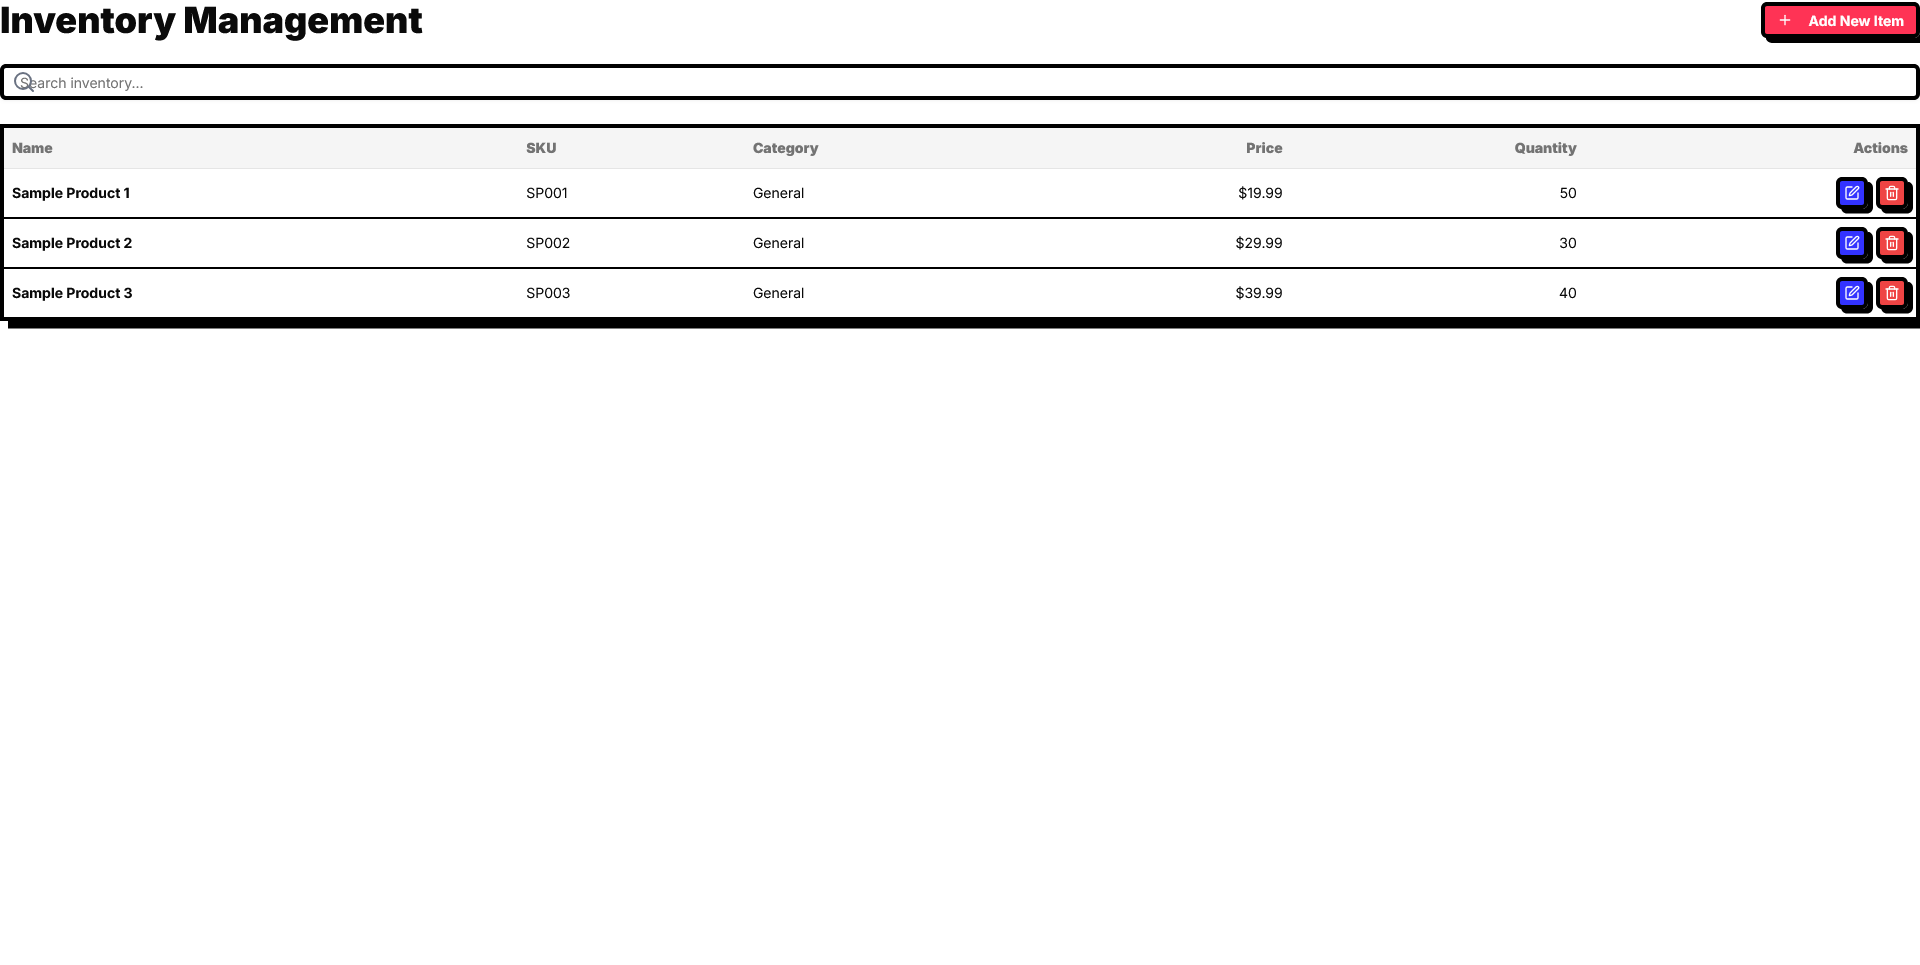 Inventory Management
Add New Item
Search inventory...
Name SKU Category Price Quantity Actions
Sample Product 1 SP001 General $19.99 50
Sample Product 2 SP002 General $29.99 30
Sample Product 3 SP003 General $39.99 40